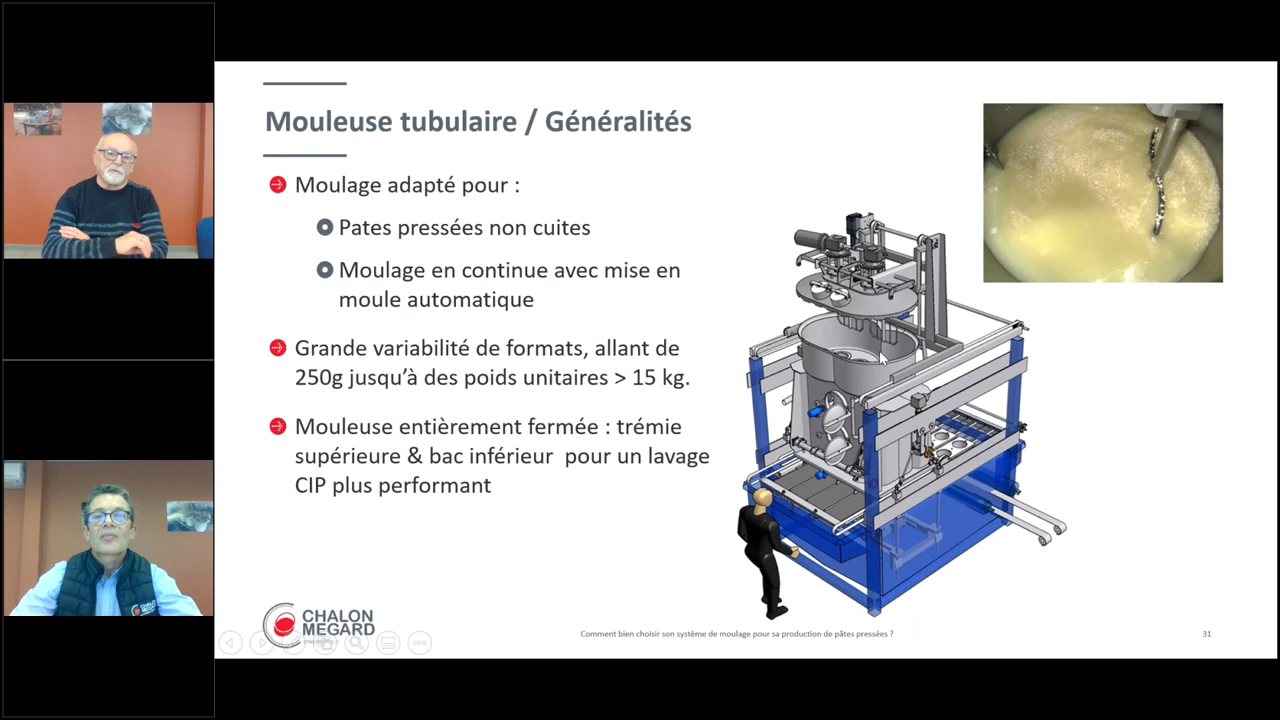 Mouleuse tubulaire / Généralités
Moulage adapté pour :
Pates pressées non cuites
Moulage en continue avec mise en
moule automatique
Grande variabilité de formats, allant de
250g jusqu’à des poids unitaires > 15 kg.
Mouleuse entièrement fermée : trémie
supérieure & bac inférieur pour un lavage
CIP plus performant
CHALON
MEGARD
Comment bien choisir son système de moulage pour sa production de pâtes pressées ?
31
CHALON
MEGARD